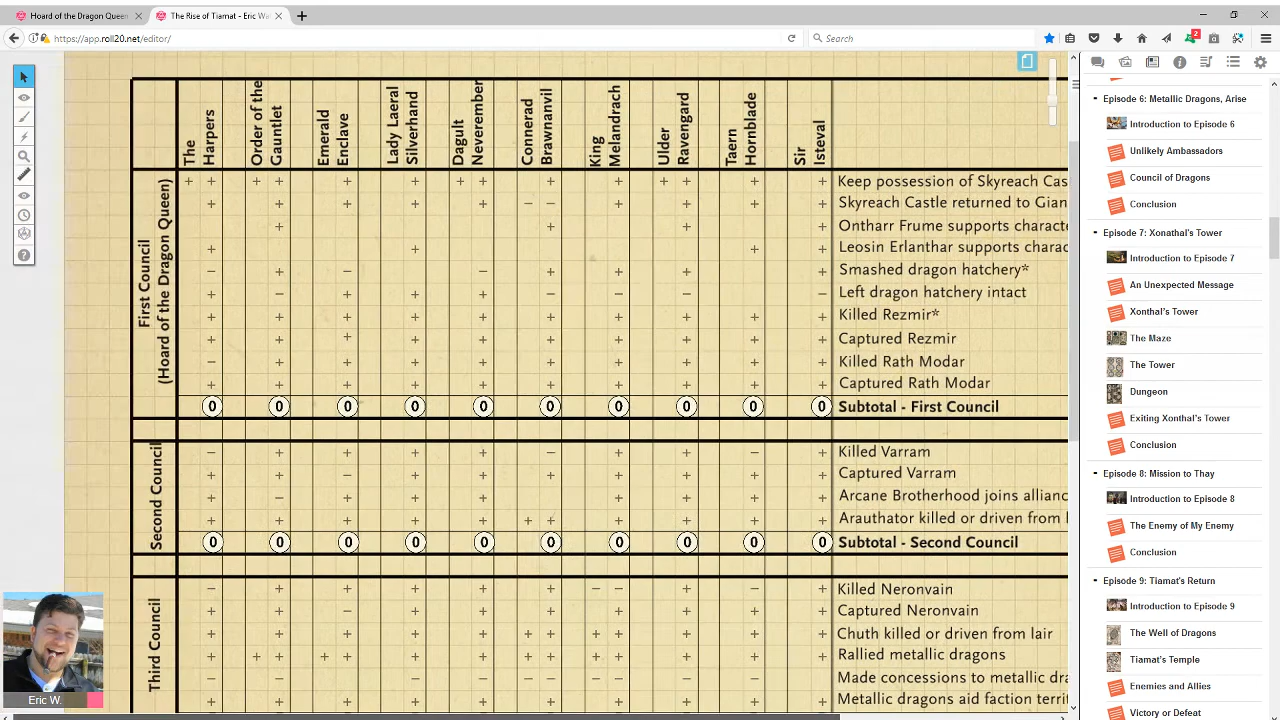 Hoard of the Dragon Queen
The Rise of Tiamat - Eric Wa
https://app.roll20.net/editor/
Search
2
The Harpers
Order of the Gauntlet
Emerald Enclave
Lady Laeral Silverhand
Dagult Neverember
Connerad Brawnanvil
King Melandrach
Ulder Ravengard
Taern Hornblade
Sir Isteval
First Council
(Hoard of the Dragon Queen)
+ + + + + + + + + + + + + Keep possession of Skyreach Cas
+ + + + + – – + + + + Skyreach Castle returned to Gian
+ + + Ontharr Frume supports characte
+ + + + Leosin Erlanthar supports charac
– + – – + + + + Smashed dragon hatchery*
+ – + + + – – – – Left dragon hatchery intact
+ + + + + + + + + + Killed Rezmir*
+ + + + + + + + + + Captured Rezmir
– + + + + + + + + + Killed Rath Modar
+ + + + + + + + + + Captured Rath Modar
0 0 0 0 0 0 0 0 0 0 Subtotal - First Council
Second Council
– + + + + – + + – + Killed Varram
+ + – + + + + + + + Captured Varram
+ – + + + + + + + Arcane Brotherhood joins allianc
+ + + + + + + + + + + Arauthator killed or driven from l
0 0 0 0 0 0 0 0 0 0 Subtotal - Second Council
Third Council
– + + + + + – – + – + Killed Neronvain
+ + – + + + + + + + Captured Neronvain
+ + + + + + + + + + + + Chuth killed or driven from lair
+ + + + + + + + + + + + + + Rallied metallic dragons
– – – – – – – – – – – – Made concessions to metallic dra
+ + + + + + + + + + Metallic dragons aid faction territ
Eric W.
Episode 6: Metallic Dragons, Arise
Introduction to Episode 6
Unlikely Ambassadors
Council of Dragons
Conclusion
Episode 7: Xonathal's Tower
Introduction to Episode 7
An Unexpected Message
Xonthal's Tower
The Maze
The Tower
Dungeon
Exiting Xonthal's Tower
Conclusion
Episode 8: Mission to Thay
Introduction to Episode 8
The Enemy of My Enemy
Conclusion
Episode 9: Tiamat's Return
Introduction to Episode 9
The Well of Dragons
Tiamat's Temple
Enemies and Allies
Victory or Defeat